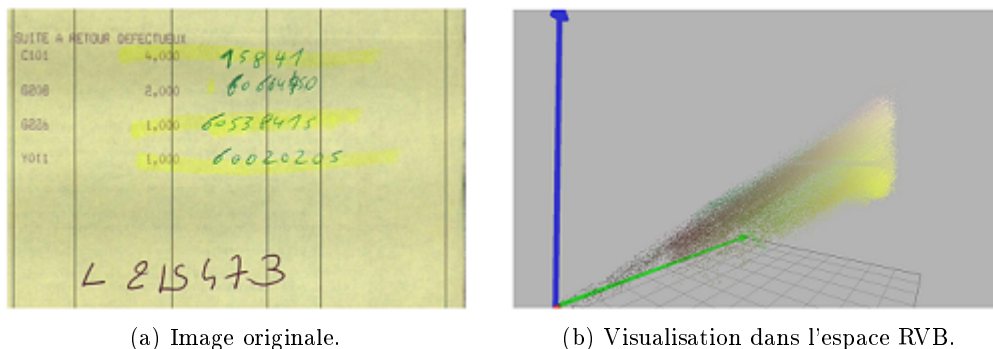 SUITE A RETOUR DEFECTUEUX
C101 4,000 15841
G208 2,000
G22b 1,000 60538415
Y011 1,000 60020205
L 215473
(a) Image originale.
(b) Visualisation dans l'espace RVB.